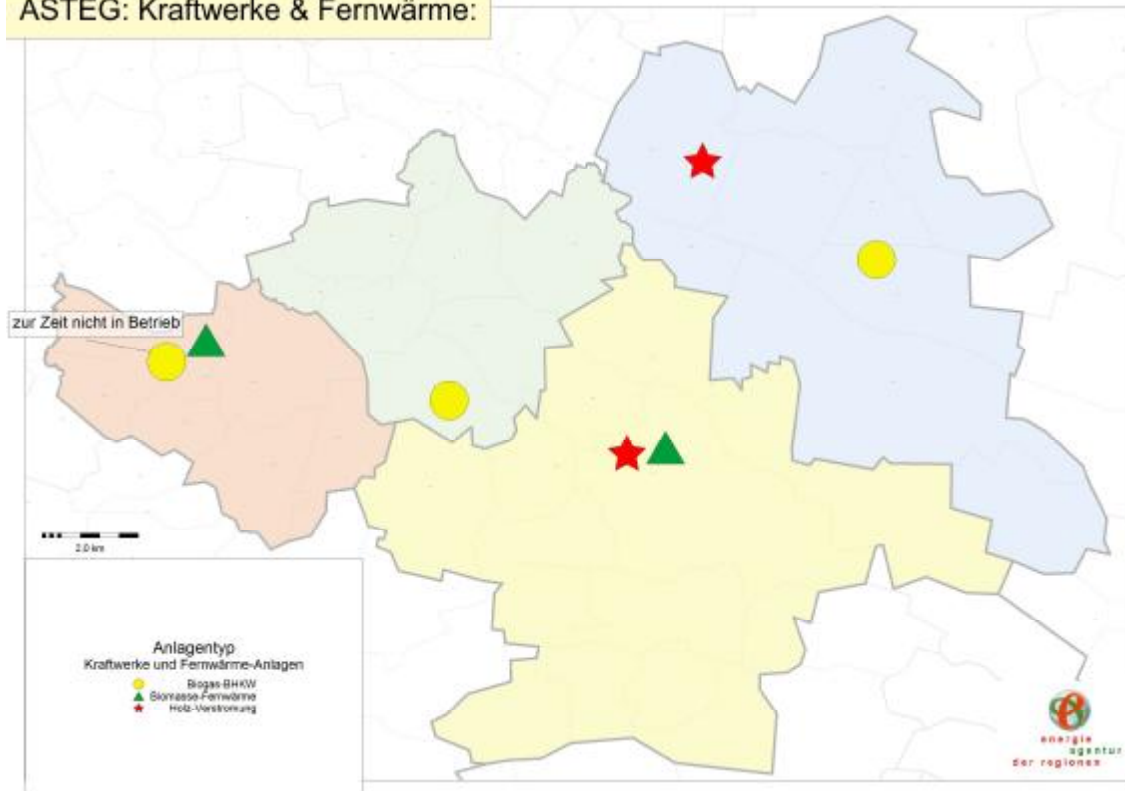 ASTEG: Kraftwerke & Fernwärme:
zur Zeit nicht in Betrieb
2,0 km
Anlagentyp
Kraftwerke und Fernwärme-Anlagen
Biogas-BHKW
Biomasse-Fernwärme
Holz-Verstromung
energie
agentur
der regionen